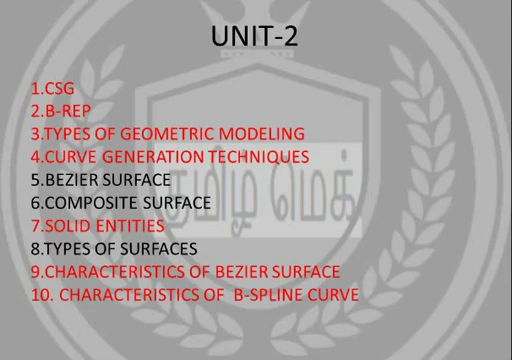 UNIT-2
1.CSG
2.B-REP
3.TYPES OF GEOMETRIC MODELING
4.CURVE GENERATION TECHNIQUES
5.BEZIER SURFACE
6.COMPOSITE SURFACE
தமிழ் மெக்
7.SOLID ENTITIES
8.TYPES OF SURFACES
9.CHARACTERISTICS OF BEZIER SURFACE
10. CHARACTERISTICS OF B-SPLINE CURVE